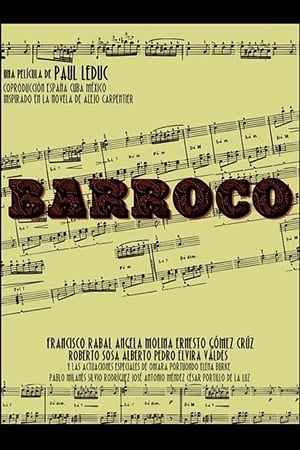 UNA PELÍCULA DE PAUL LEDUC
COPRODUCCIÓN ESPAÑA CUBA MÉXICO
INSPIRADO EN LA NOVELA DE ALEJO CARPENTIER
BARROCO
FRANCISCO RABAL ANGELA MOLINA ERNESTO GÓMEZ CRÚZ
ROBERTO SOSA ALBERTO PEDRO ELVIRA VALDES
Y LAS ACTUACIONES ESPECIALES DE OMARA PORTUONDO ELENA BURKE
PABLO MILANÉS SILVIO RODRÍGUEZ JOSÉ ANTONIO MÉNDEZ CÉSAR PORTILLO DE LA LUZ